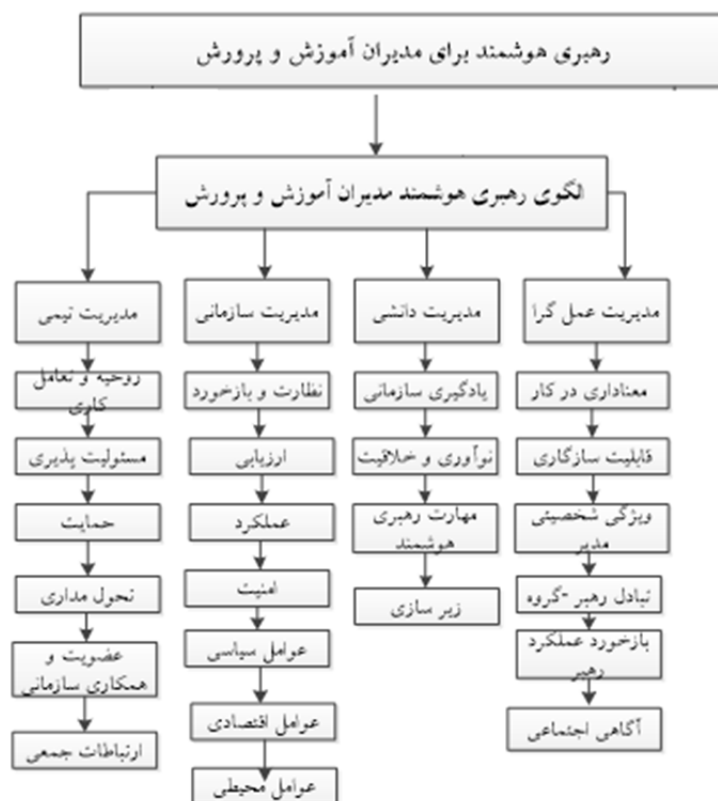 رهبری هوشمند برای مدیران آموزش و پرورش
الگوی رهبری هوشمند مدیران آموزش و پرورش
مدیریت عمل گرا
معناداری در کار
قابلیت سازگاری
ویژگی شخصیتی
مدیر
تبادل رهبر -گروه
بازخورد عملکرد
رهبر
آگاهی اجتماعی
مدیریت دانشی
یادگیری سازمانی
نوآوری و خلاقیت
مهارت رهبری
هوشمند
زیر سازی
مدیریت سازمانی
نظارت و بازخورد
ارزیابی
عملکرد
امنیت
عوامل سیاسی
عوامل اقتصادی
عوامل محیطی
مدیریت تیمی
روحیه و تعامل
کاری
مسئولیت پذیری
حمایت
تحول مداری
عضویت و
همکاری سازمانی
ارتباطات جمعی